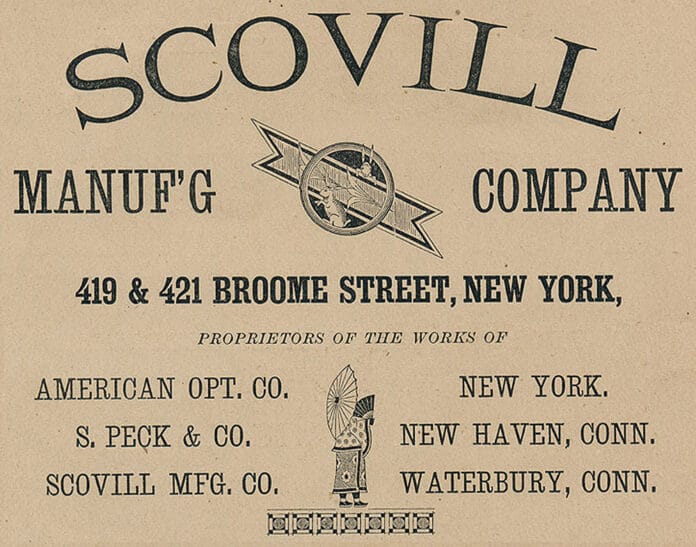 SCOVILL
MANUF'G COMPANY
419 & 421 BROOME STREET, NEW YORK,
PROPRIETORS OF THE WORKS OF
AMERICAN OPT. CO. NEW YORK.
S. PECK & CO. NEW HAVEN, CONN.
SCOVILL MFG. CO. WATERBURY, CONN.